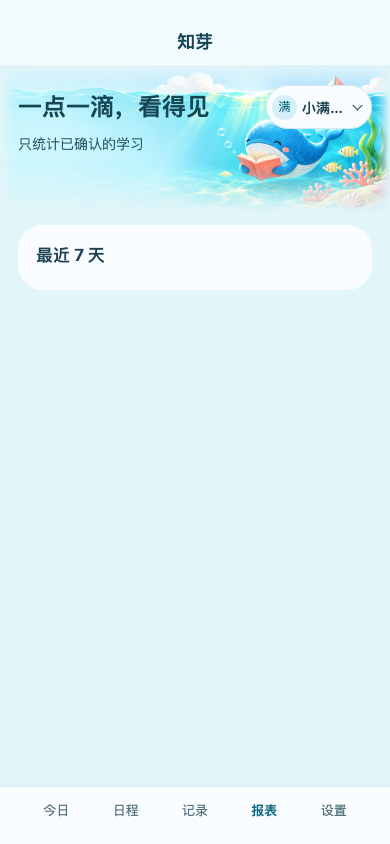 知芽
一点一滴，看得见
满 小满...
只统计已确认的学习
最近 7 天
今日 日程 记录 报表 设置